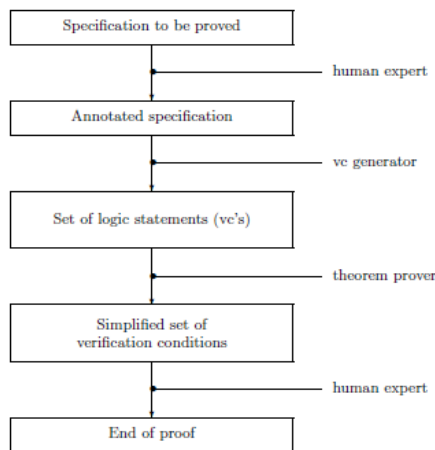 Specification to be proved
human expert
Annotated specification
vc generator
Set of logic statements (vc's)
theorem prover
Simplified set of
verification conditions
human expert
End of proof